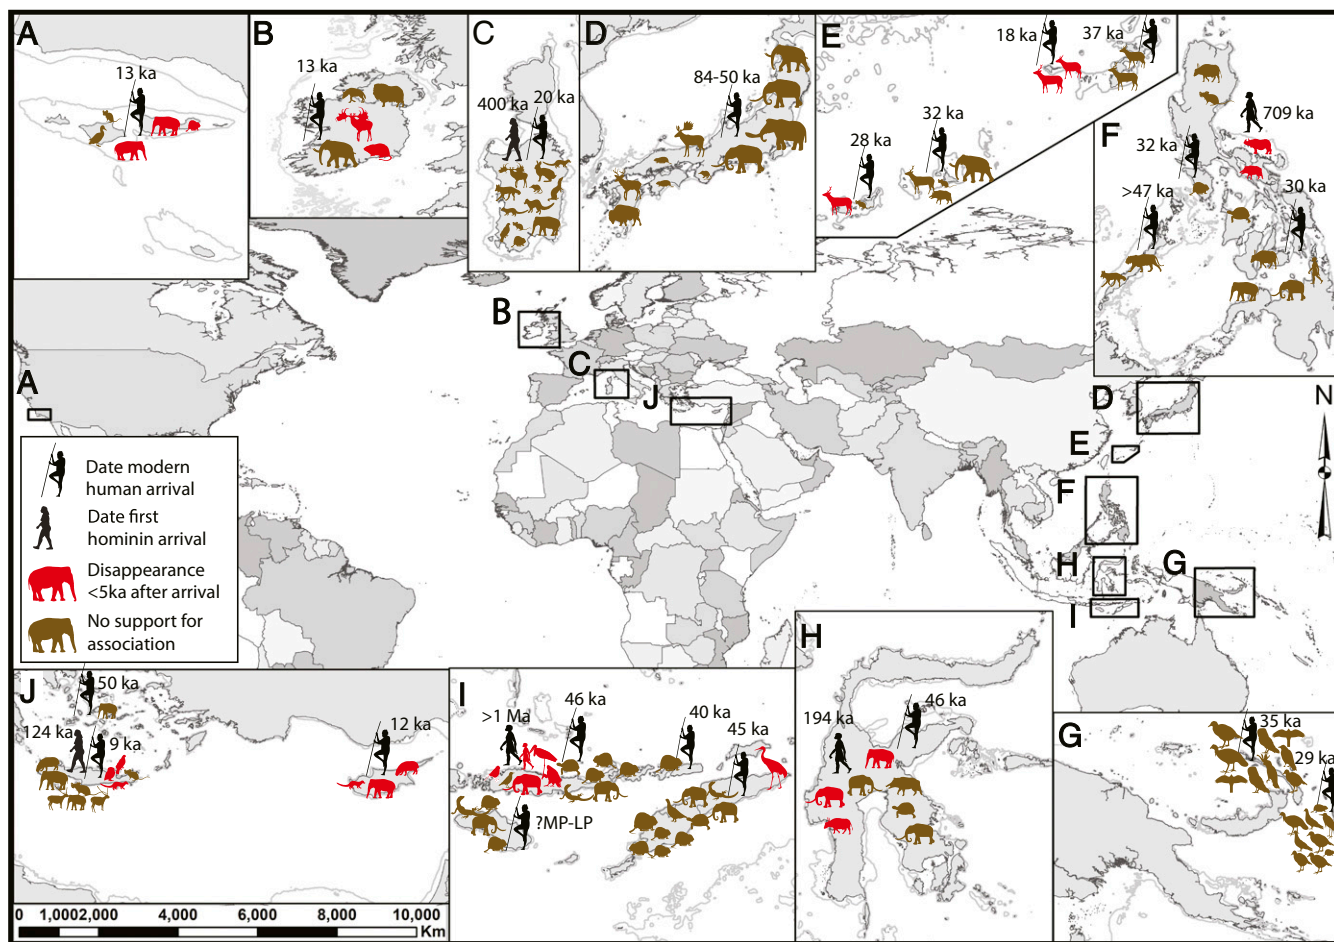 A
13 ka
B
13 ka
C
400 ka
20 ka
D
84-50 ka
E
18 ka
37 ka
32 ka
28 ka
F
709 ka
32 ka
>47 ka
30 ka
B
C
J
A
D
E
F
H
G
I
N
Date modern
human arrival
Date first
hominin arrival
Disappearance
<5ka after arrival
No support for
association
J
50 ka
124 ka
9 ka
12 ka
0 1,000 2,000 4,000 6,000 8,000 10,000
Km
I
>1 Ma
46 ka
40 ka
45 ka
?MP-LP
H
194 ka
46 ka
G
35 ka
29 ka